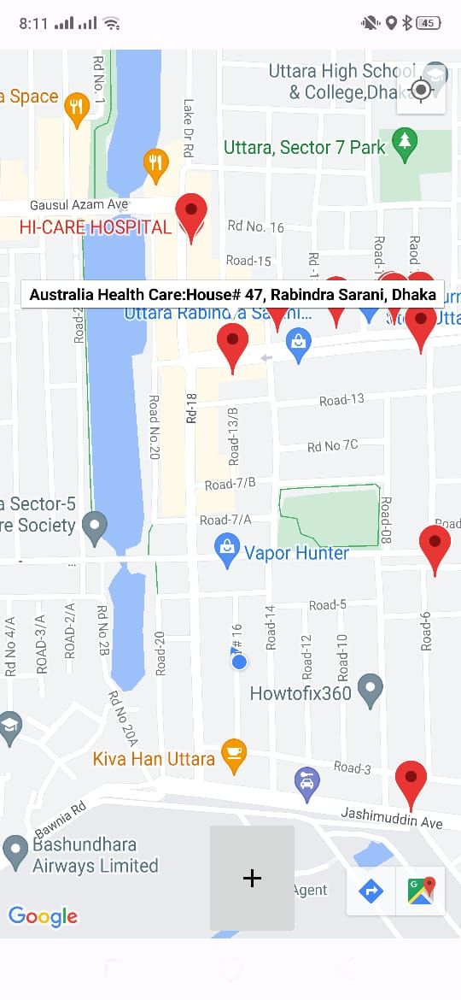 8:11
45
Rd No. 1
Uttara High School
& College,Dhaka
a Space
Lake Dr Rd
Uttara, Sector 7 Park
Gausul Azam Ave
HI-CARE HOSPITAL
Rd No. 16
Road-15
Australia Health Care:House# 47, Rabindra Sarani, Dhaka
Uttara Rabindra Sa
Road-13
Rd-18
Road No.20
Road-13/B
Rd No 7C
Road-7/B
a Sector-5
re Society
Road-7/A
Road-08
Road
Vapor Hunter
Rd No 4/A
ROAD-3/A
ROAD-2/A
Rd No 2B
Road-20
# 16
Road-14
Road-5
Road-12
Road-10
Road-6
Howtofix360
Rd No 20A
Kiva Han Uttara
Road-3
Bawnia Rd
Jashimuddin Ave
Bashundhara
Airways Limited
+
Agent
Google